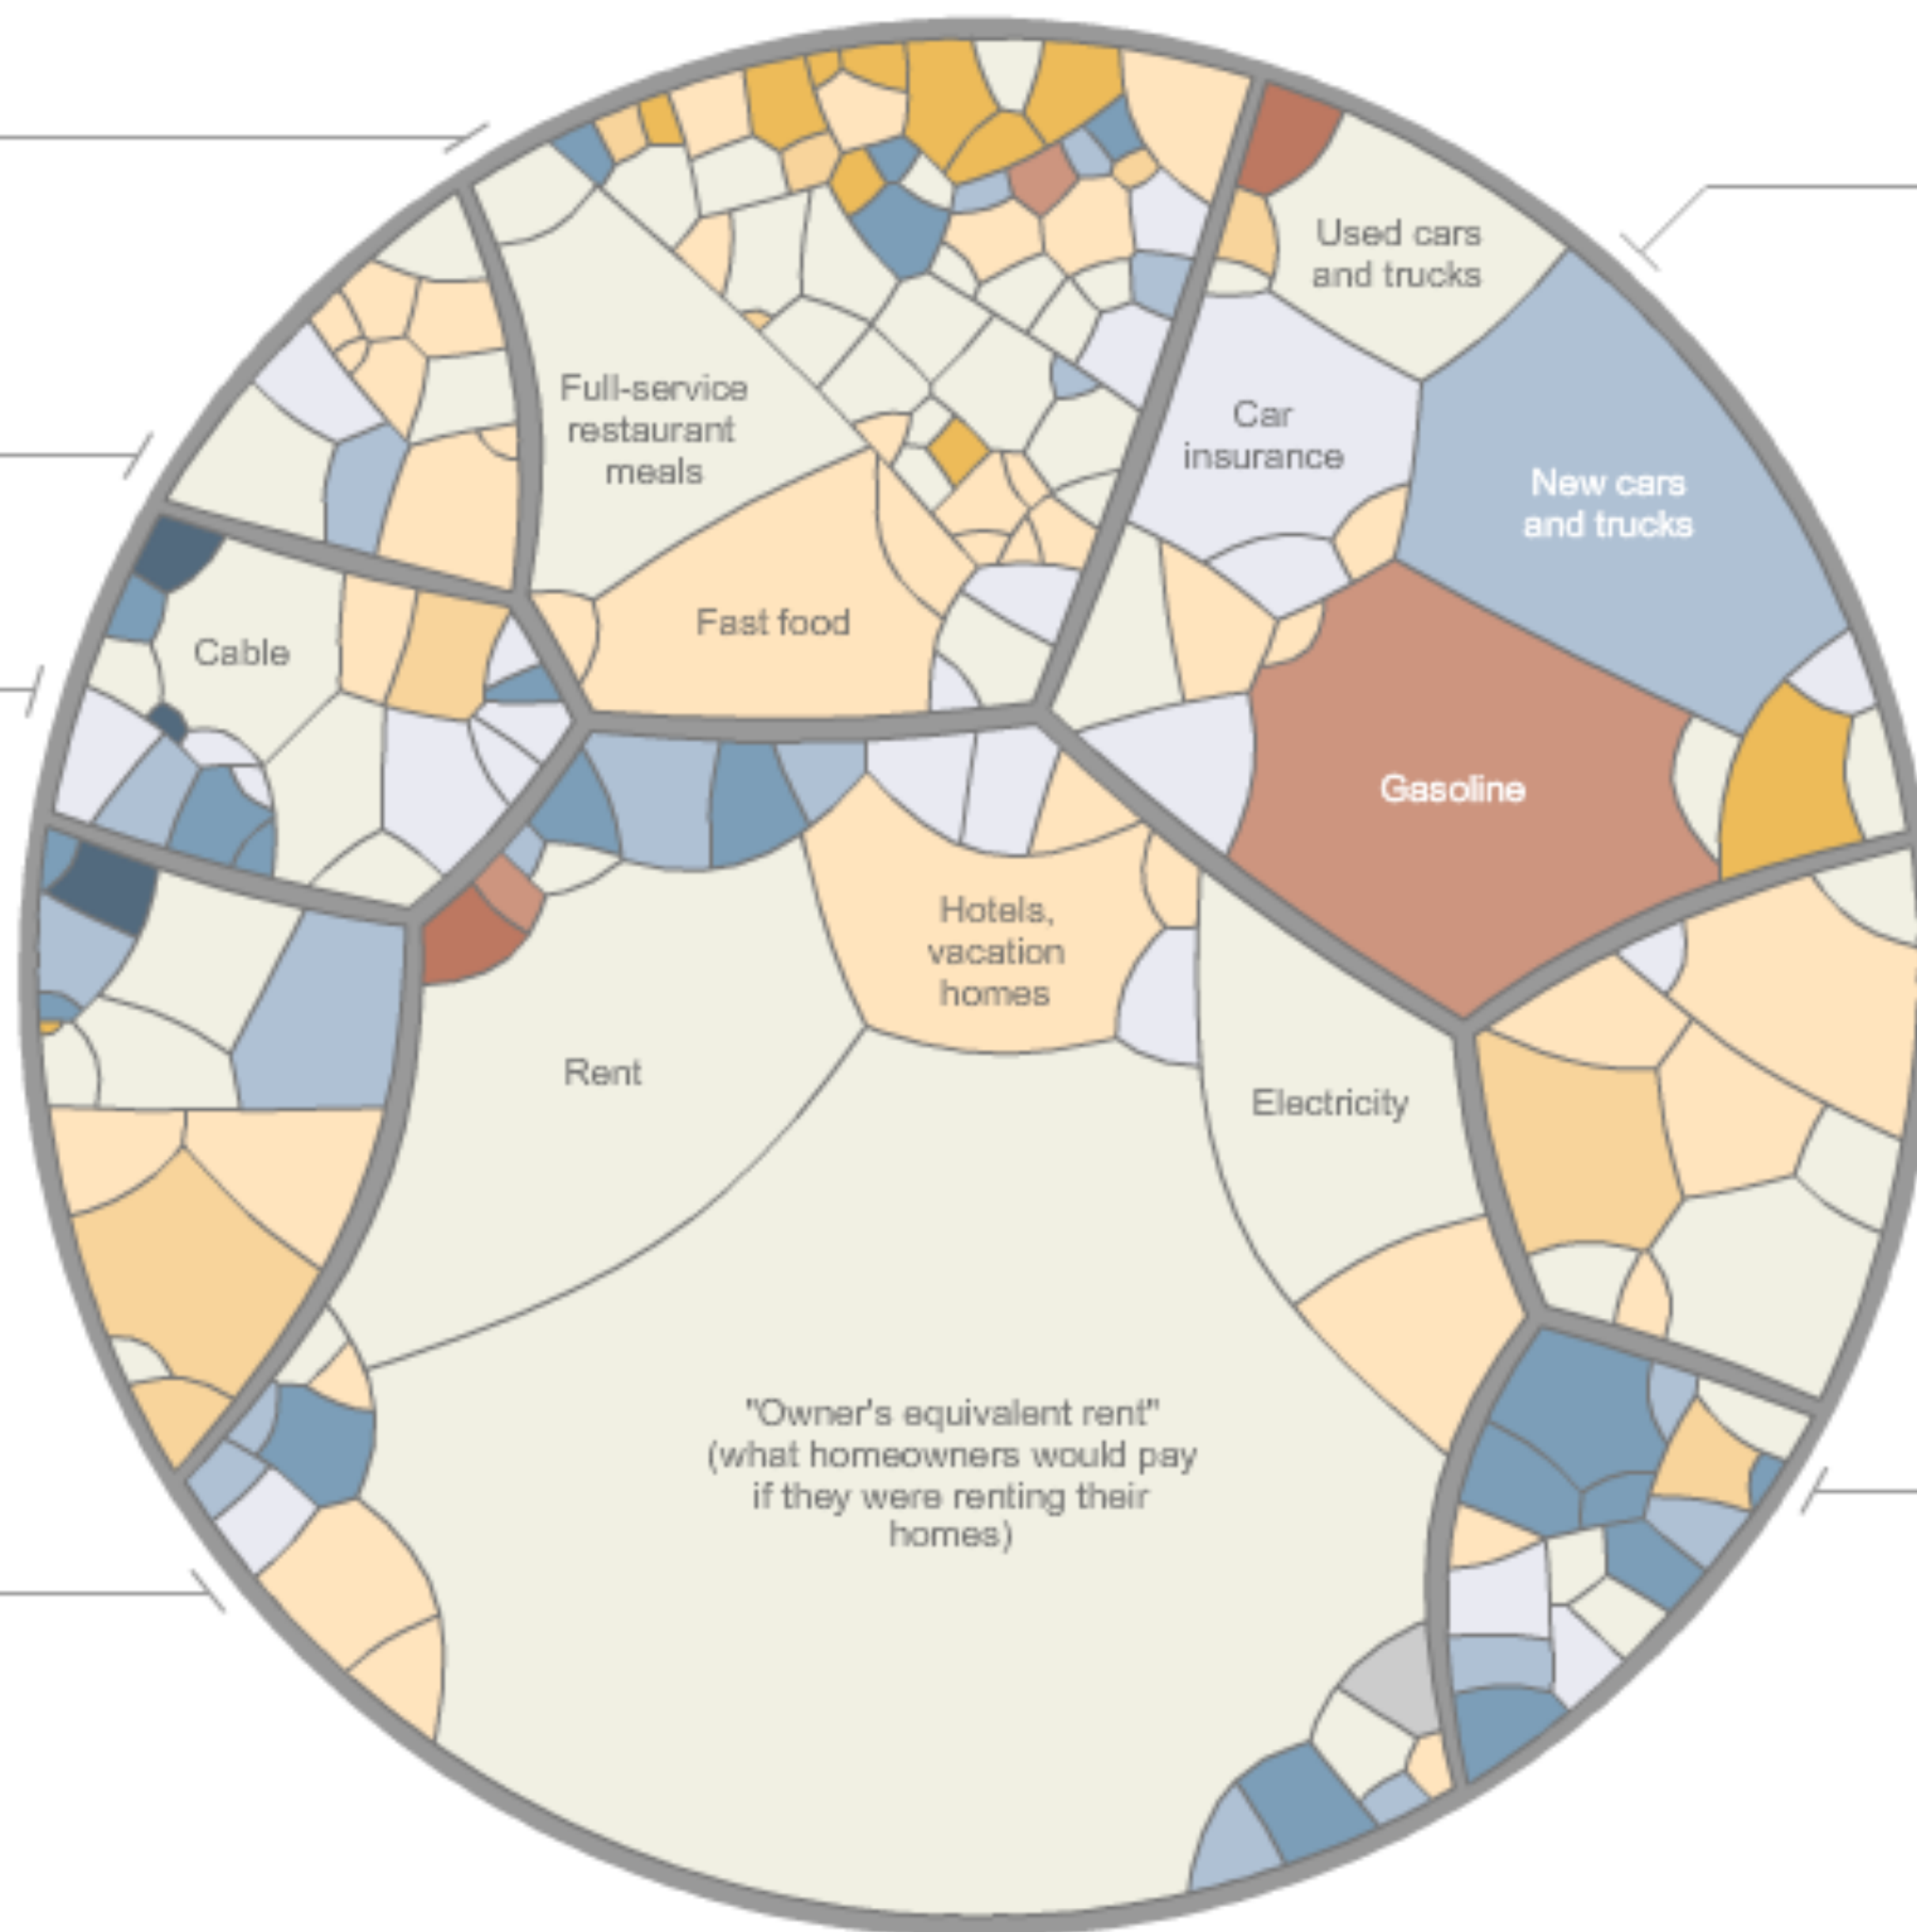 Used cars
and trucks
Full-service
restaurant
meals
Car
insurance
New cars
and trucks
Fast food
Cable
Gasoline
Hotels,
vacation
homes
Rent
Electricity
"Owner's equivalent rent"
(what homeowners would pay
if they were renting their
homes)